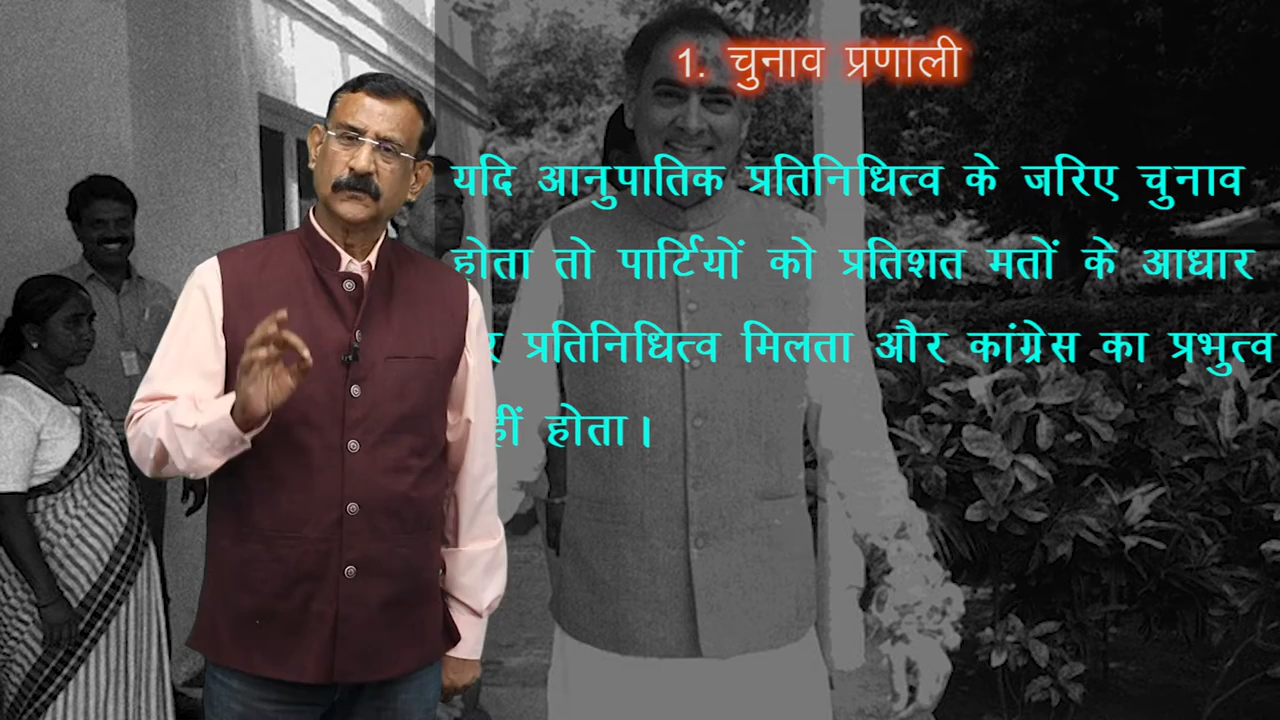 1. चुनाव प्रणाली
यदि आनुपातिक प्रतिनिधित्व के जरिए चुनाव
होता तो पार्टियों को प्रतिशत मतों के आधार
प्रतिनिधित्व मिलता और कांग्रेस का प्रभुत्व
होता।